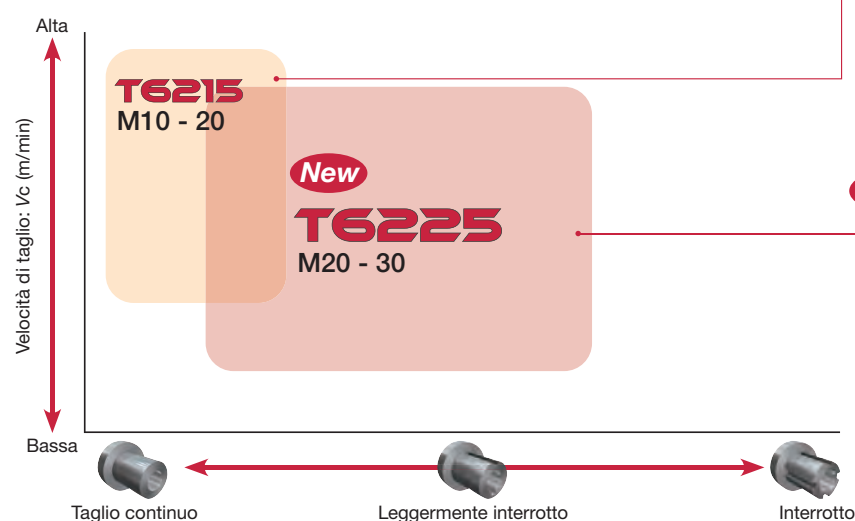 Alta
T6215
M10 - 20
New
T6225
M20 - 30
Velocità di taglio: Vc (m/min)
Bassa
Taglio continuo
Leggermente interrotto
Interrotto